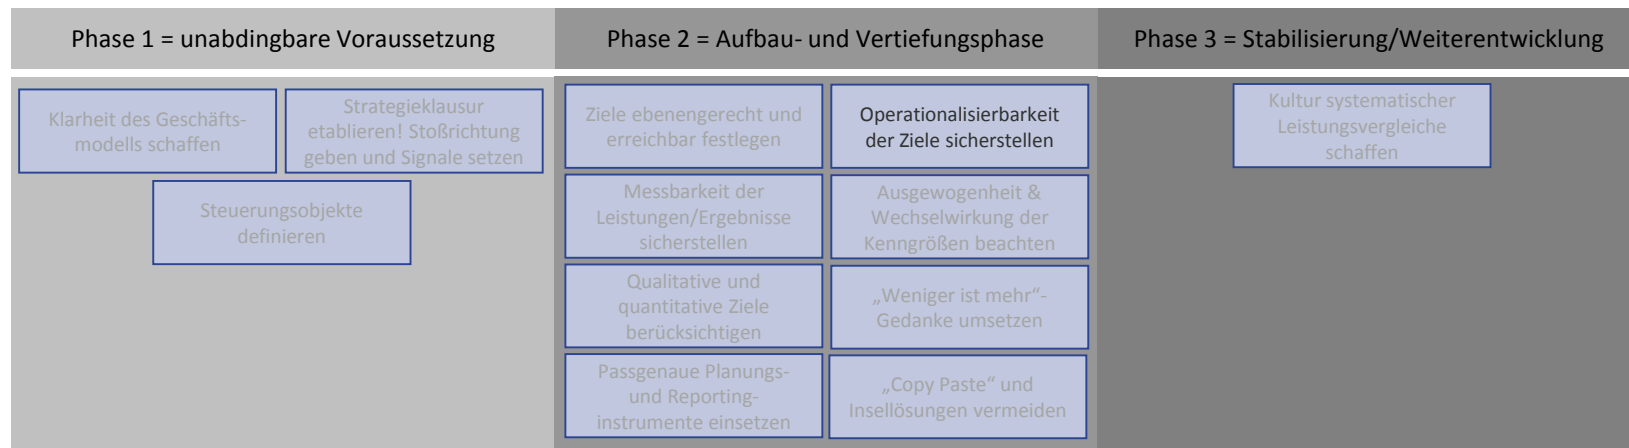 Phase 1 = unabdingbare Voraussetzung
Phase 2 = Aufbau- und Vertiefungsphase
Phase 3 = Stabilisierung/Weiterentwicklung
Klarheit des Geschäfts-
modells schaffen
Strategieklausur
etablieren! Stoßrichtung
geben und Signale setzen
Steuerungsobjekte
definieren
Ziele ebenengerecht und
erreichbar festlegen
Operationalisierbarkeit
der Ziele sicherstellen
Messbarkeit der
Leistungen/Ergebnisse
sicherstellen
Ausgewogenheit &
Wechselwirkung der
Kenngrößen beachten
Qualitative und
quantitative Ziele
berücksichtigen
„Weniger ist mehr“-
Gedanke umsetzen
Passgenaue Planungs-
und Reporting-
instrumente einsetzen
„Copy Paste“ und
Insellösungen vermeiden
Kultur systematischer
Leistungsvergleiche
schaffen